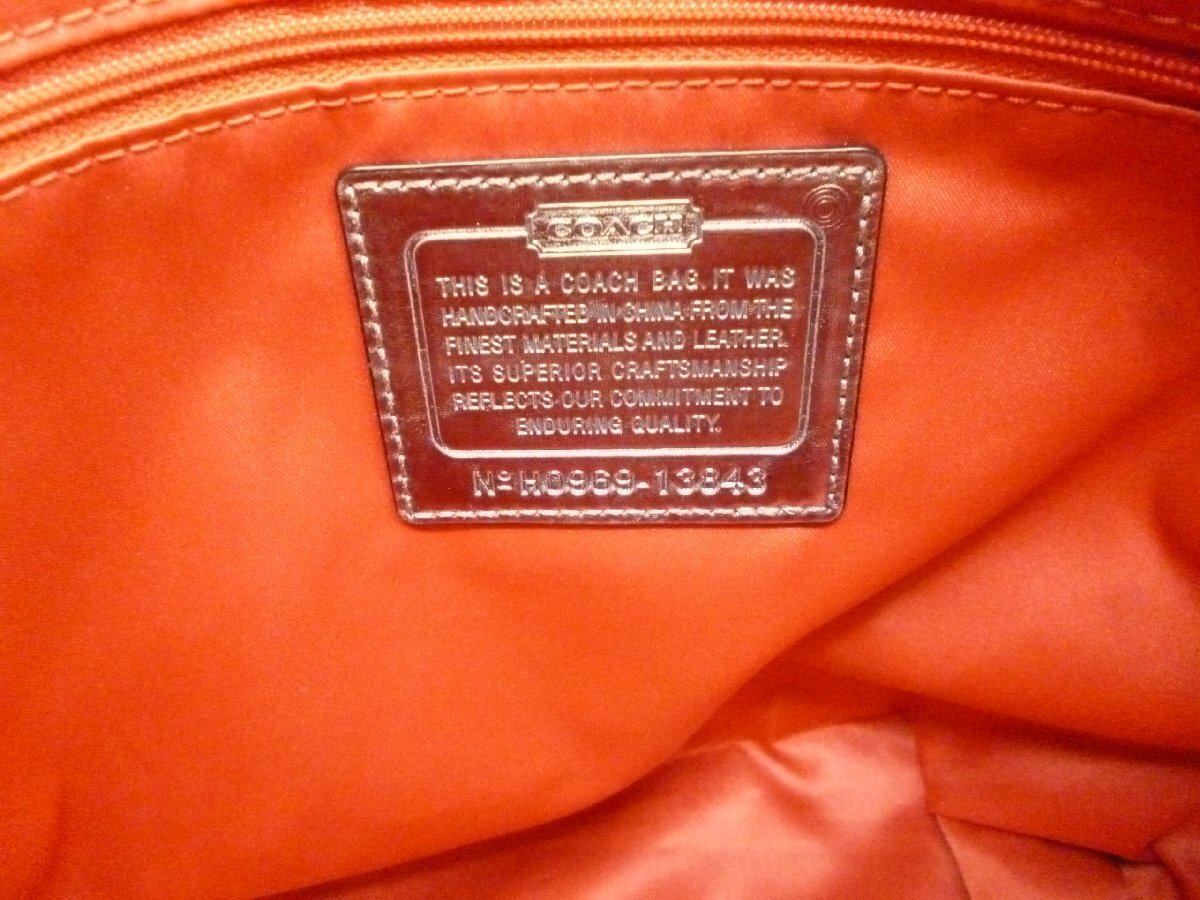 COACH
©
THIS IS A COACH BAG. IT WAS
HANDCRAFTED IN CHINA FROM THE
FINEST MATERIALS AND LEATHER.
ITS SUPERIOR CRAFTSMANSHIP
REFLECTS OUR COMMITMENT TO
ENDURING QUALITY.
Nº H0969-13843